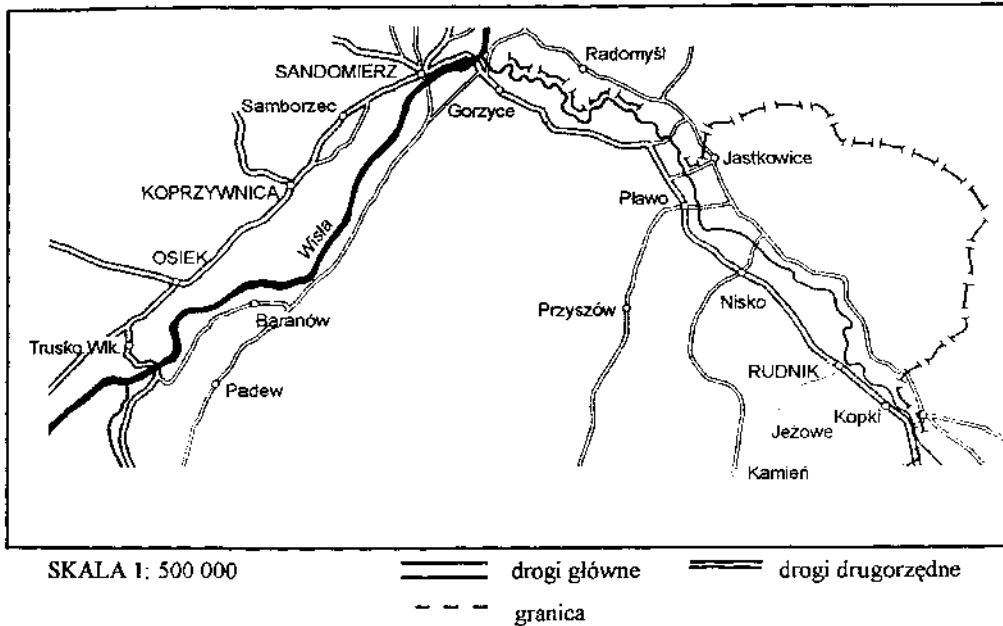 Radomyśl
SANDOMIERZ
Samborzec
Gorzyce
Jastkowice
KOPRZYWNICA
Pławo
Wisła
OSIEK
Nisko
Przyszów
Baranów
Trusko Wlk.
RUDNIK
Padew
Kopki
Jeżowe
Kamień
SKALA 1: 500 000 drogi główne drogi drugorzędne
granica